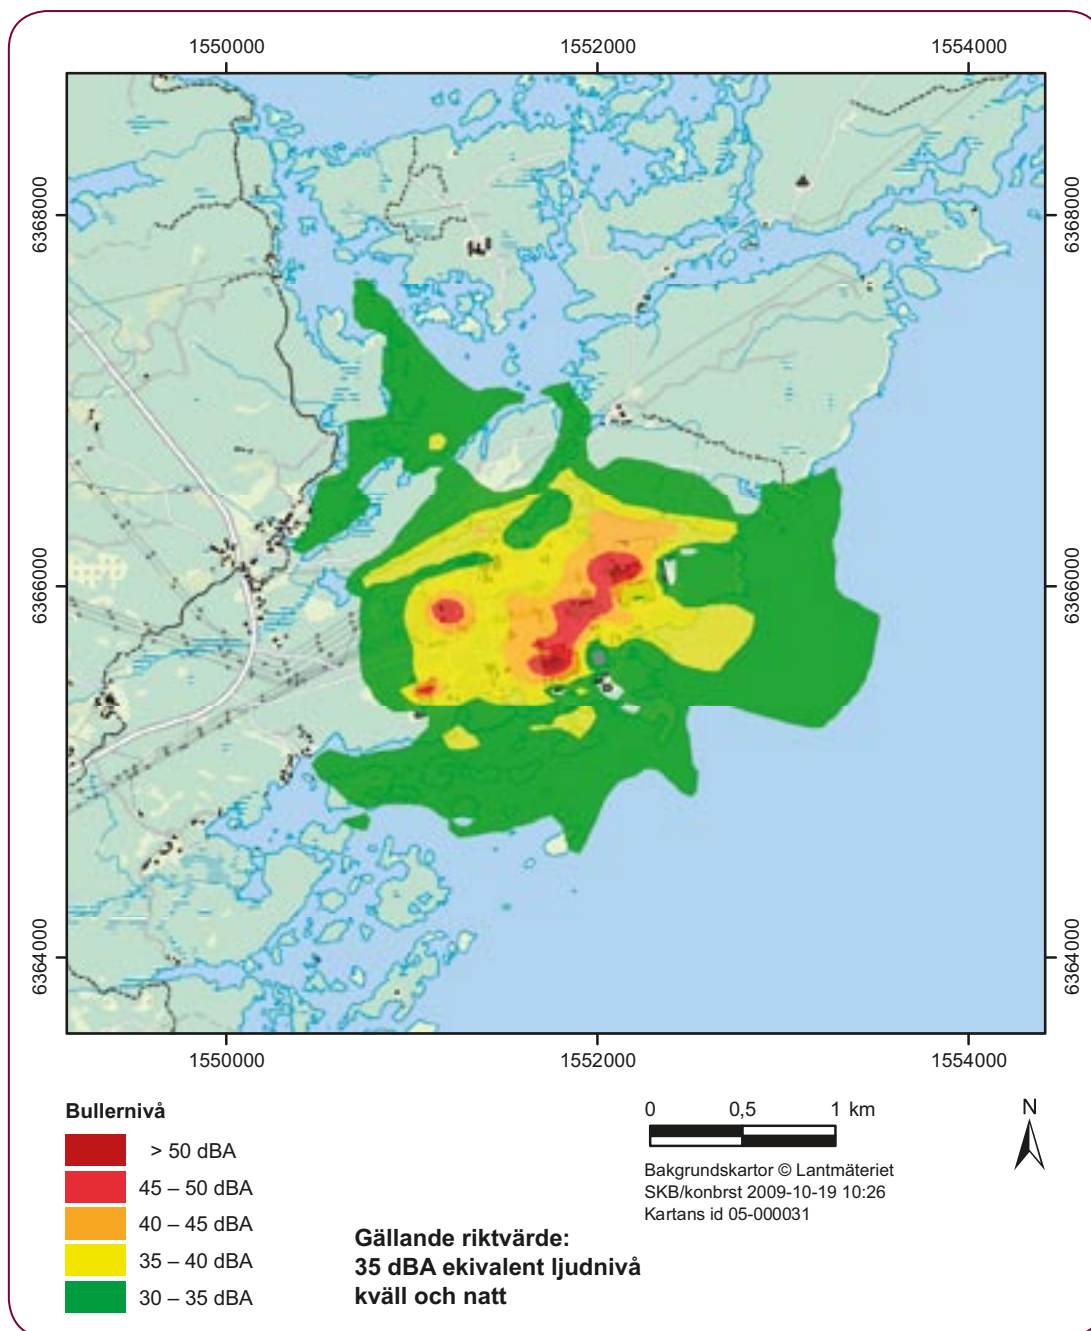 1550000 1552000 1554000
6368000 6368000
6366000 6366000
6364000 6364000
1550000 1552000 1554000
Bullernivå
> 50 dBA
45 – 50 dBA
40 – 45 dBA
35 – 40 dBA
30 – 35 dBA
Gällande riktvärde:
35 dBA ekivalent ljudnivå
kväll och natt
0 0,5 1 km
Bakgrundskartor © Lantmäteriet
SKB/konbrst 2009-10-19 10:26
Kartans id 05-000031
N